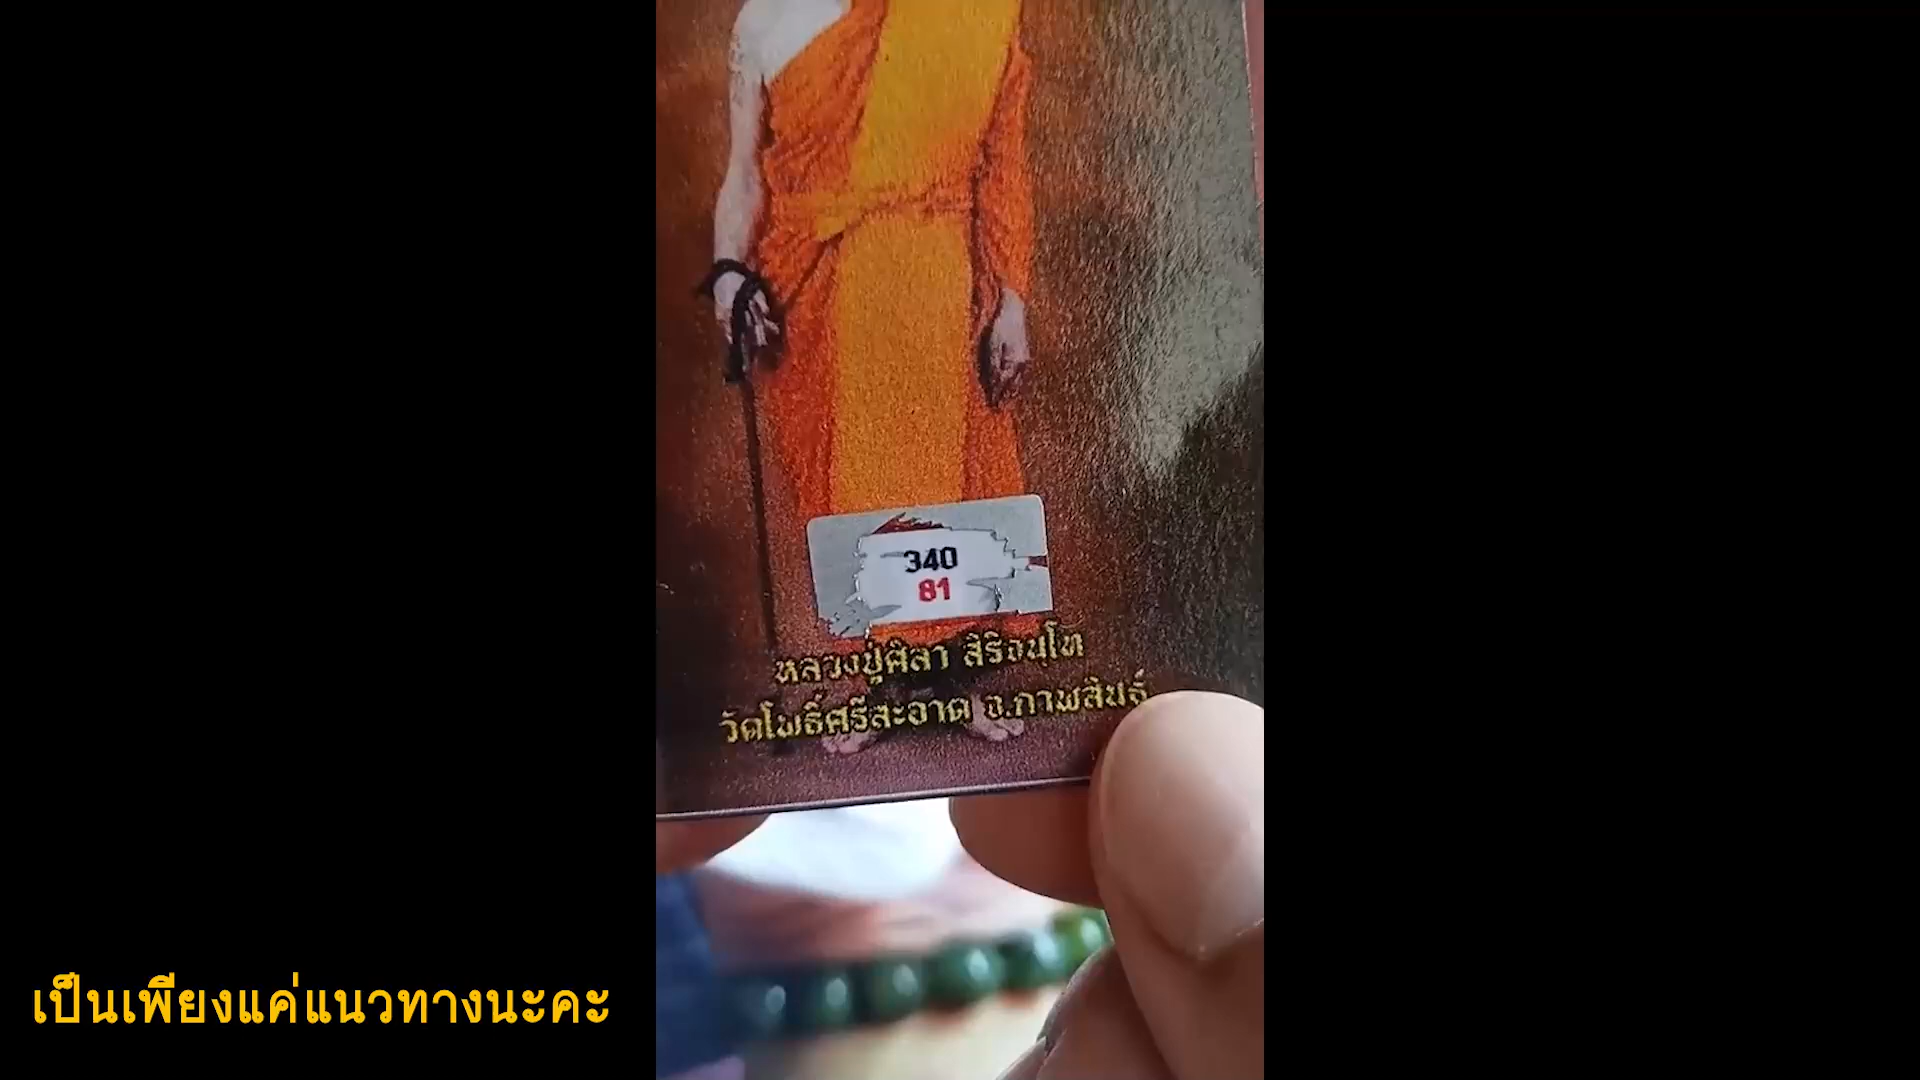 340
81
หลวงปู่ศิลา สิริจนฺโท
วัดโพธิ์ศรีสะอาด จ.กาฬสินธุ์
เป็นเพียงแค่แนวทางนะคะ